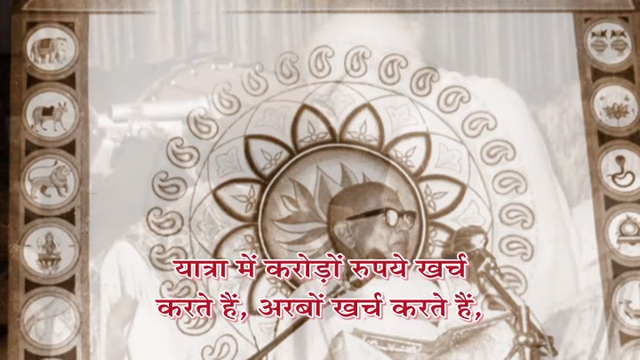 यात्रा में करोड़ों रुपये खर्च
करते हैं, अरबों खर्च करते हैं,